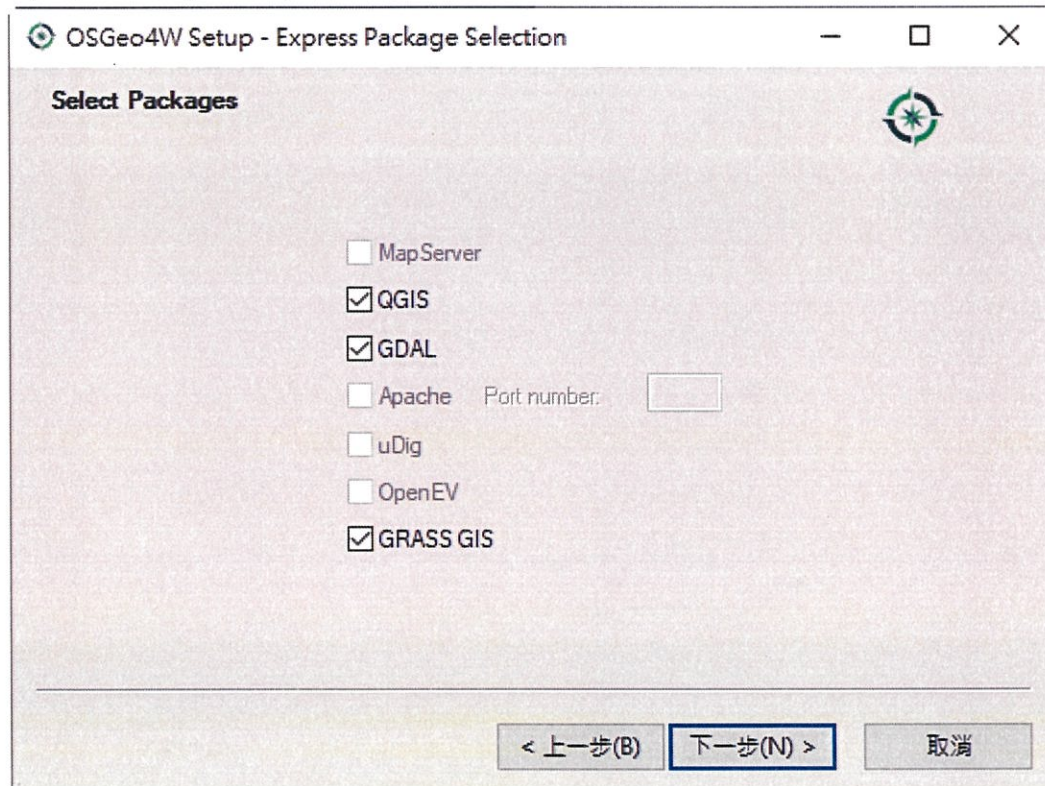 OSGeo4W Setup - Express Package Selection
Select Packages
MapServer
QGIS
GDAL
Apache Port number:
uDig
OpenEV
GRASS GIS
< 上一步(B) 下一步(N) > 取消